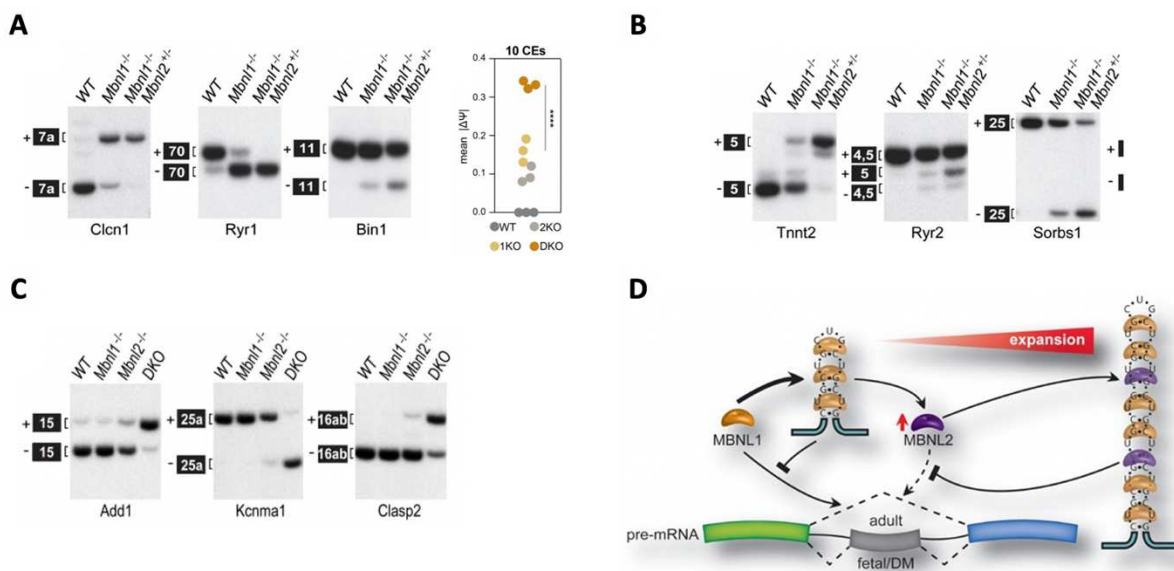 A
WT
Mbnl1-/-
Mbnl1-/-
Mbnl2+/-
+ 7a
- 7a
Clcn1
WT
Mbnl1-/-
Mbnl1-/-
Mbnl2+/-
+ 70
- 70
Ryr1
WT
Mbnl1-/-
Mbnl1-/-
Mbnl2+/-
+ 11
- 11
Bin1
10 CEs
mean |ΔΨ|
0.4
0.3
0.2
0.1
0.0
****
WT 2KO
1KO DKO
B
WT
Mbnl1-/-
Mbnl1-/-
Mbnl2+/-
+ 5
- 5
Tnnt2
WT
Mbnl1-/-
Mbnl1-/-
Mbnl2+/-
+ 4,5
+ 5
- 4,5
Ryr2
WT
Mbnl1-/-
Mbnl1-/-
Mbnl2+/-
+ 25
- 25
Sorbs1
+
-
C
WT
Mbnl1-/-
Mbnl2-/-
DKO
+ 15
- 15
Add1
WT
Mbnl1-/-
Mbnl2-/-
DKO
+ 25a
- 25a
Kcnma1
WT
Mbnl1-/-
Mbnl2-/-
DKO
+ 16ab
- 16ab
Clasp2
D
expansion
MBNL1
MBNL2
pre-mRNA
adult
fetal/DM